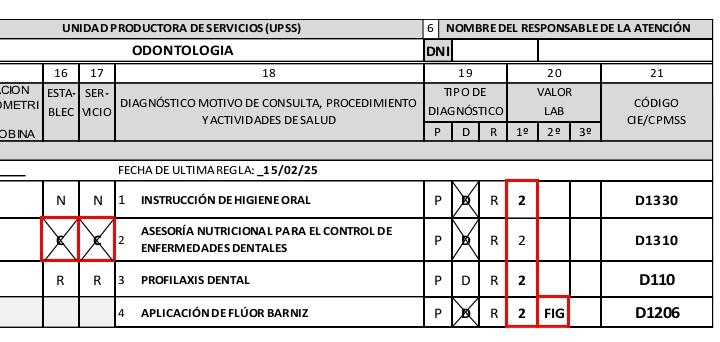 UNIDAD PRODUCTORA DE SERVICIOS (UPSS) 6 NOMBRE DEL RESPONSABLE DE LA ATENCIÓN
ODONTOLOGIA DNI
16 17 18 19 20 21
ACION
OMETRI
OBINA
ESTA-
BLEC
SER-
VICIO
DIAGNÓSTICO MOTIVO DE CONSULTA, PROCEDIMIENTO
Y ACTIVIDADES DE SALUD
TIPO DE
DIAGNÓSTICO
VALOR
LAB
CÓDIGO
CIE/CPMSS
P D R 1º 2º 3º
FECHA DE ULTIMA REGLA: _15/02/25
N N 1 INSTRUCCIÓN DE HIGIENE ORAL P D R 2 D1330
C C 2 ASESORÍA NUTRICIONAL PARA EL CONTROL DE
ENFERMEDADES DENTALES P D R 2 D1310
R R 3 PROFILAXIS DENTAL P D R 2 D110
4 APLICACIÓN DE FLÚOR BARNIZ P D R 2 FIG D1206